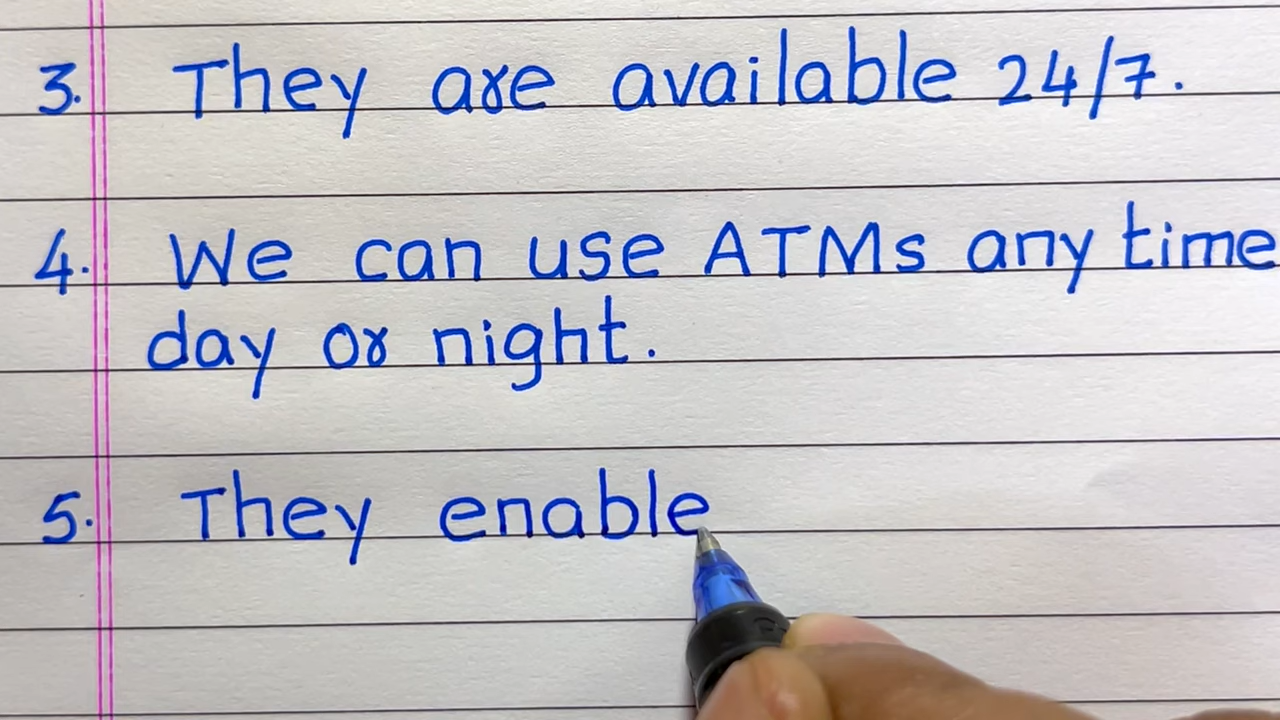 3. They are available 24/7.
4. We can use ATMs any time
day or night.
5. They enable